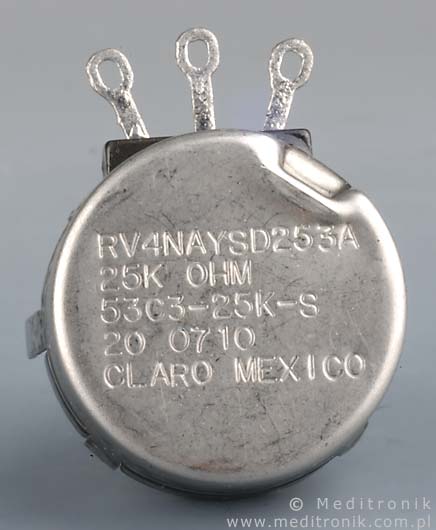 RV4NAYSD253A
25K OHM
53C3-25K-S
20 0710
CLARO MEXICO
© Meditronik
www.meditronik.com.pl